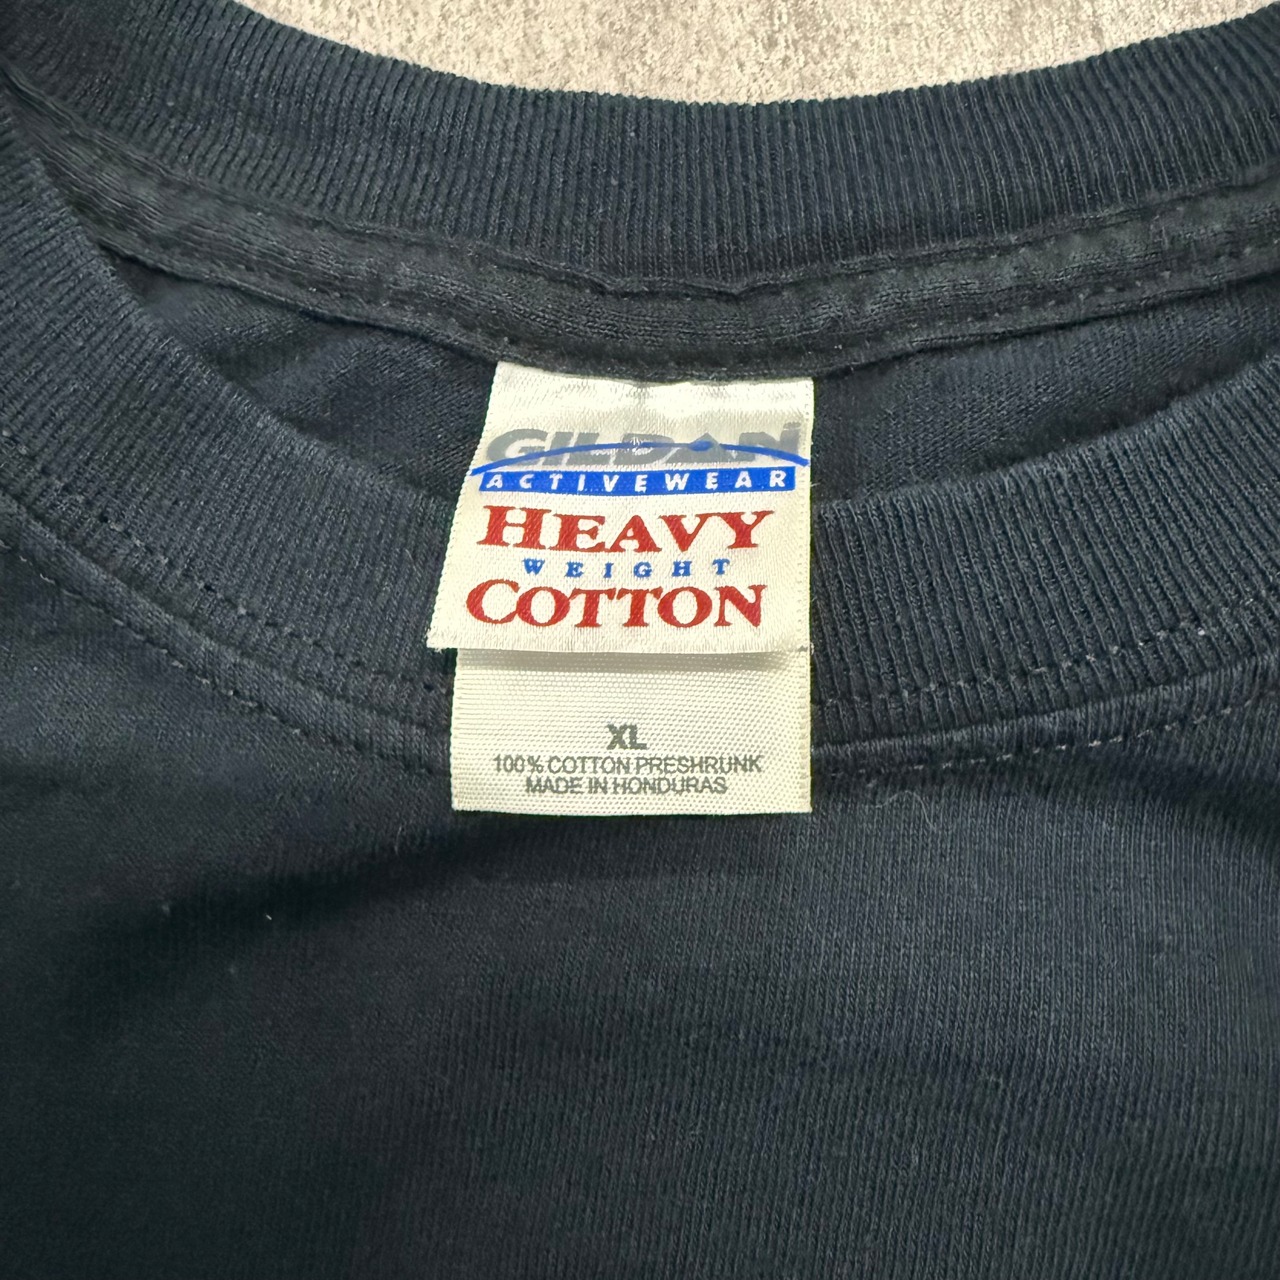 GILDAN
ACTIVEWEAR
HEAVY
WEIGHT
COTTON
XL
100% COTTON PRESHRUNK
MADE IN HONDURAS